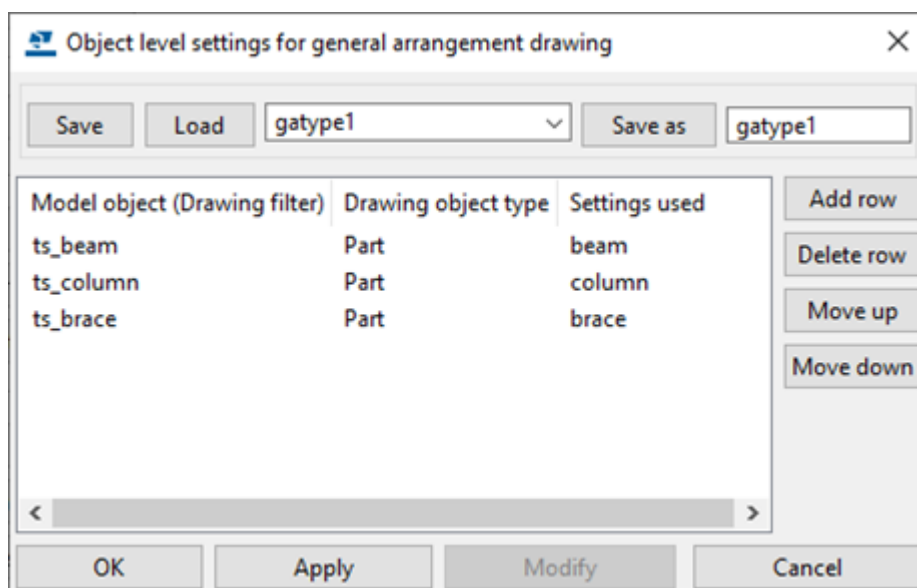 Object level settings for general arrangement drawing
Save Load gatype1 Save as gatype1
Model object (Drawing filter) Drawing object type Settings used
ts_beam Part beam
ts_column Part column
ts_brace Part brace
Add row
Delete row
Move up
Move down
OK Apply Modify Cancel